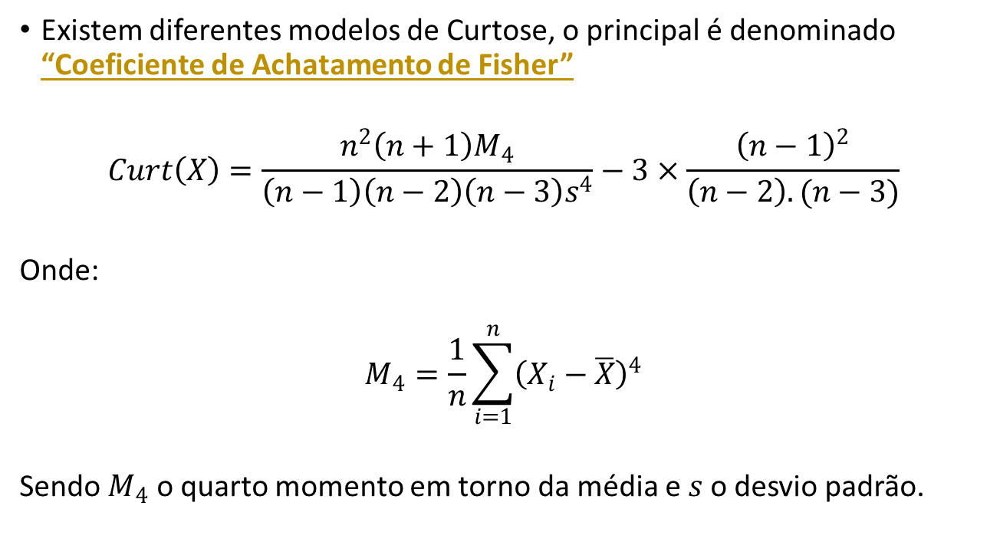 • Existem diferentes modelos de Curtose, o principal é denominado
“Coeficiente de Achatamento de Fisher”
𝐶𝑢𝑟𝑡(𝑋) = \frac{n^2(n + 1)M_4}{(n − 1)(n − 2)(n − 3)s^4} − 3 × \frac{(n − 1)^2}{(n − 2).(n − 3)}
Onde:
M_4 = \frac{1}{n} \sum_{i=1}^{n} (X_i − \overline{X})^4
Sendo M_4 o quarto momento em torno da média e s o desvio padrão.